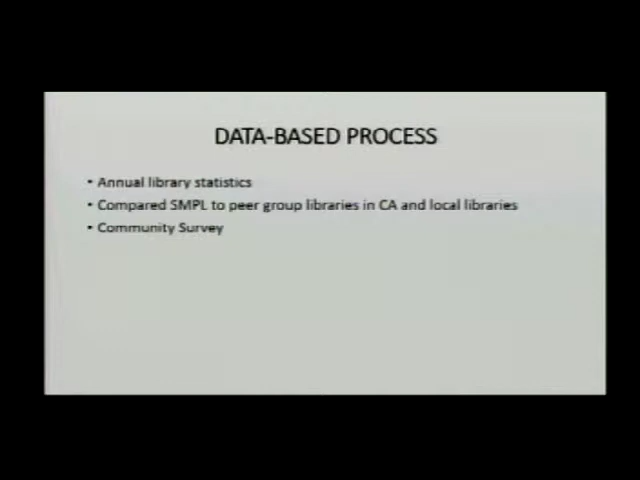 DATA-BASED PROCESS
• Annual library statistics
• Compared SMPL to peer group libraries in CA and local libraries
• Community Survey